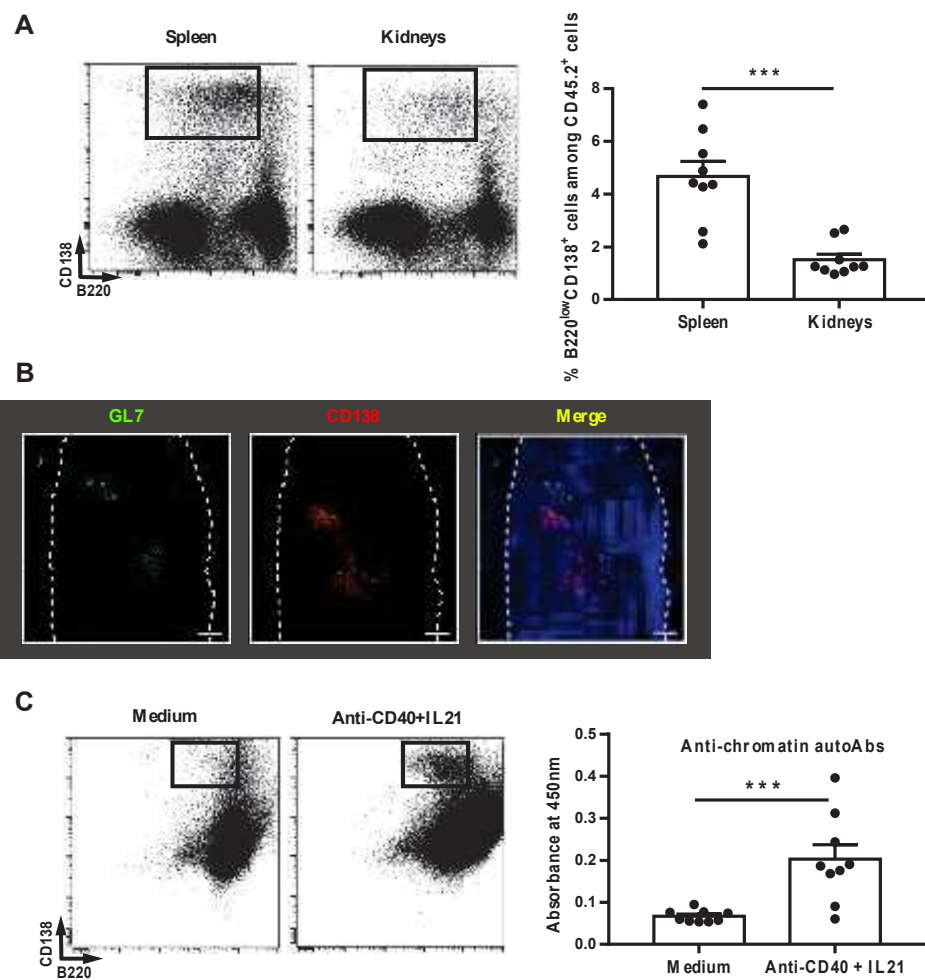 A
Spleen
Kidneys
CD138
B220
% B220lowCD138+ cells among CD45.2+ cells
8
6
4
2
0
***
Spleen
Kidneys
B
GL7
CD138
Merge
C
Medium
Anti-CD40+IL21
CD138
B220
Absorbance at 450nm
0.5
0.4
0.3
0.2
0.1
0.0
Anti-chromatin autoAbs
***
Medium
Anti-CD40 + IL21